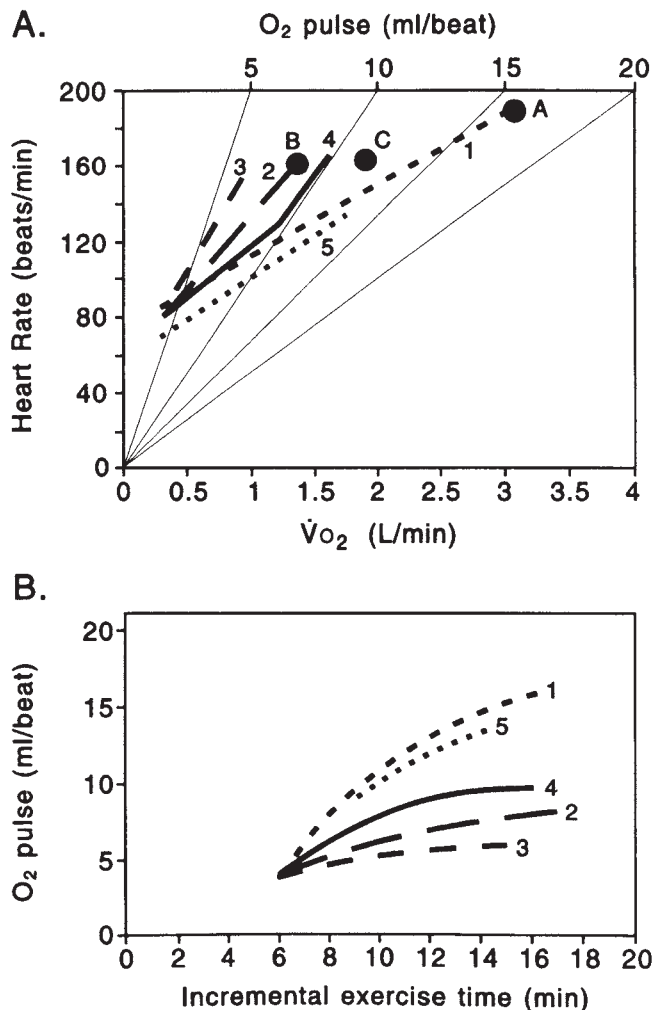 A.
O₂ pulse (ml/beat)
5 10 15 20
200
160
120
80
40
0
Heart Rate (beats/min)
3 2 B 4 C
A
1
5
0 0.5 1 1.5 2 2.5 3 3.5 4
V̇O₂ (L/min)
B.
20
15
10
5
0
O₂ pulse (ml/beat)
1
5
4
2
3
0 2 4 6 8 10 12 14 16 18 20
Incremental exercise time (min)